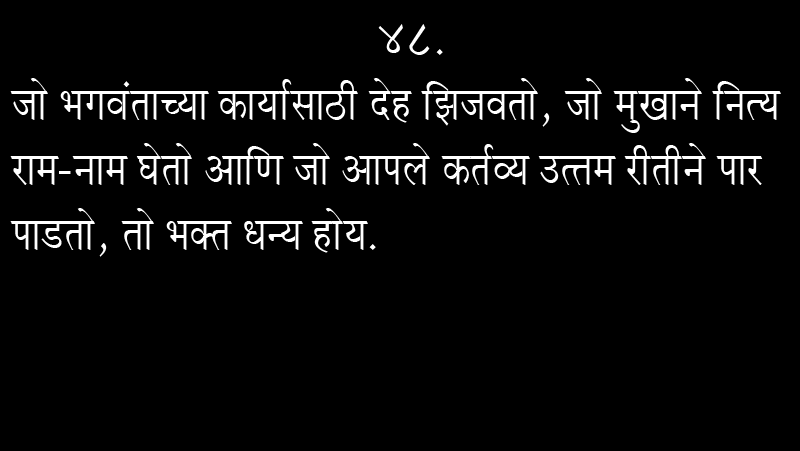 ४८.
जो भगवंताच्या कार्यासाठी देह झिजवतो, जो मुखाने नित्य
राम-नाम घेतो आणि जो आपले कर्तव्य उत्तम रीतीने पार
पाडतो, तो भक्त धन्य होय.